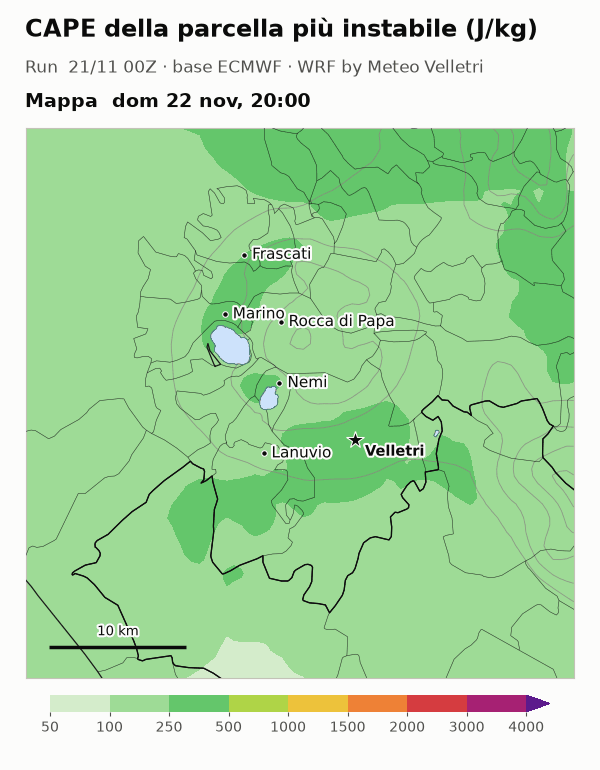 CAPE della parcella più instabile (J/kg)
Run  21/11 00Z · base ECMWF · WRF by Meteo Velletri
Mappa  dom 22 nov, 20:00
Frascati
Marino
Rocca di Papa
Nemi
Velletri
Lanuvio
10 km
50 100 250 500 1000 1500 2000 3000 4000